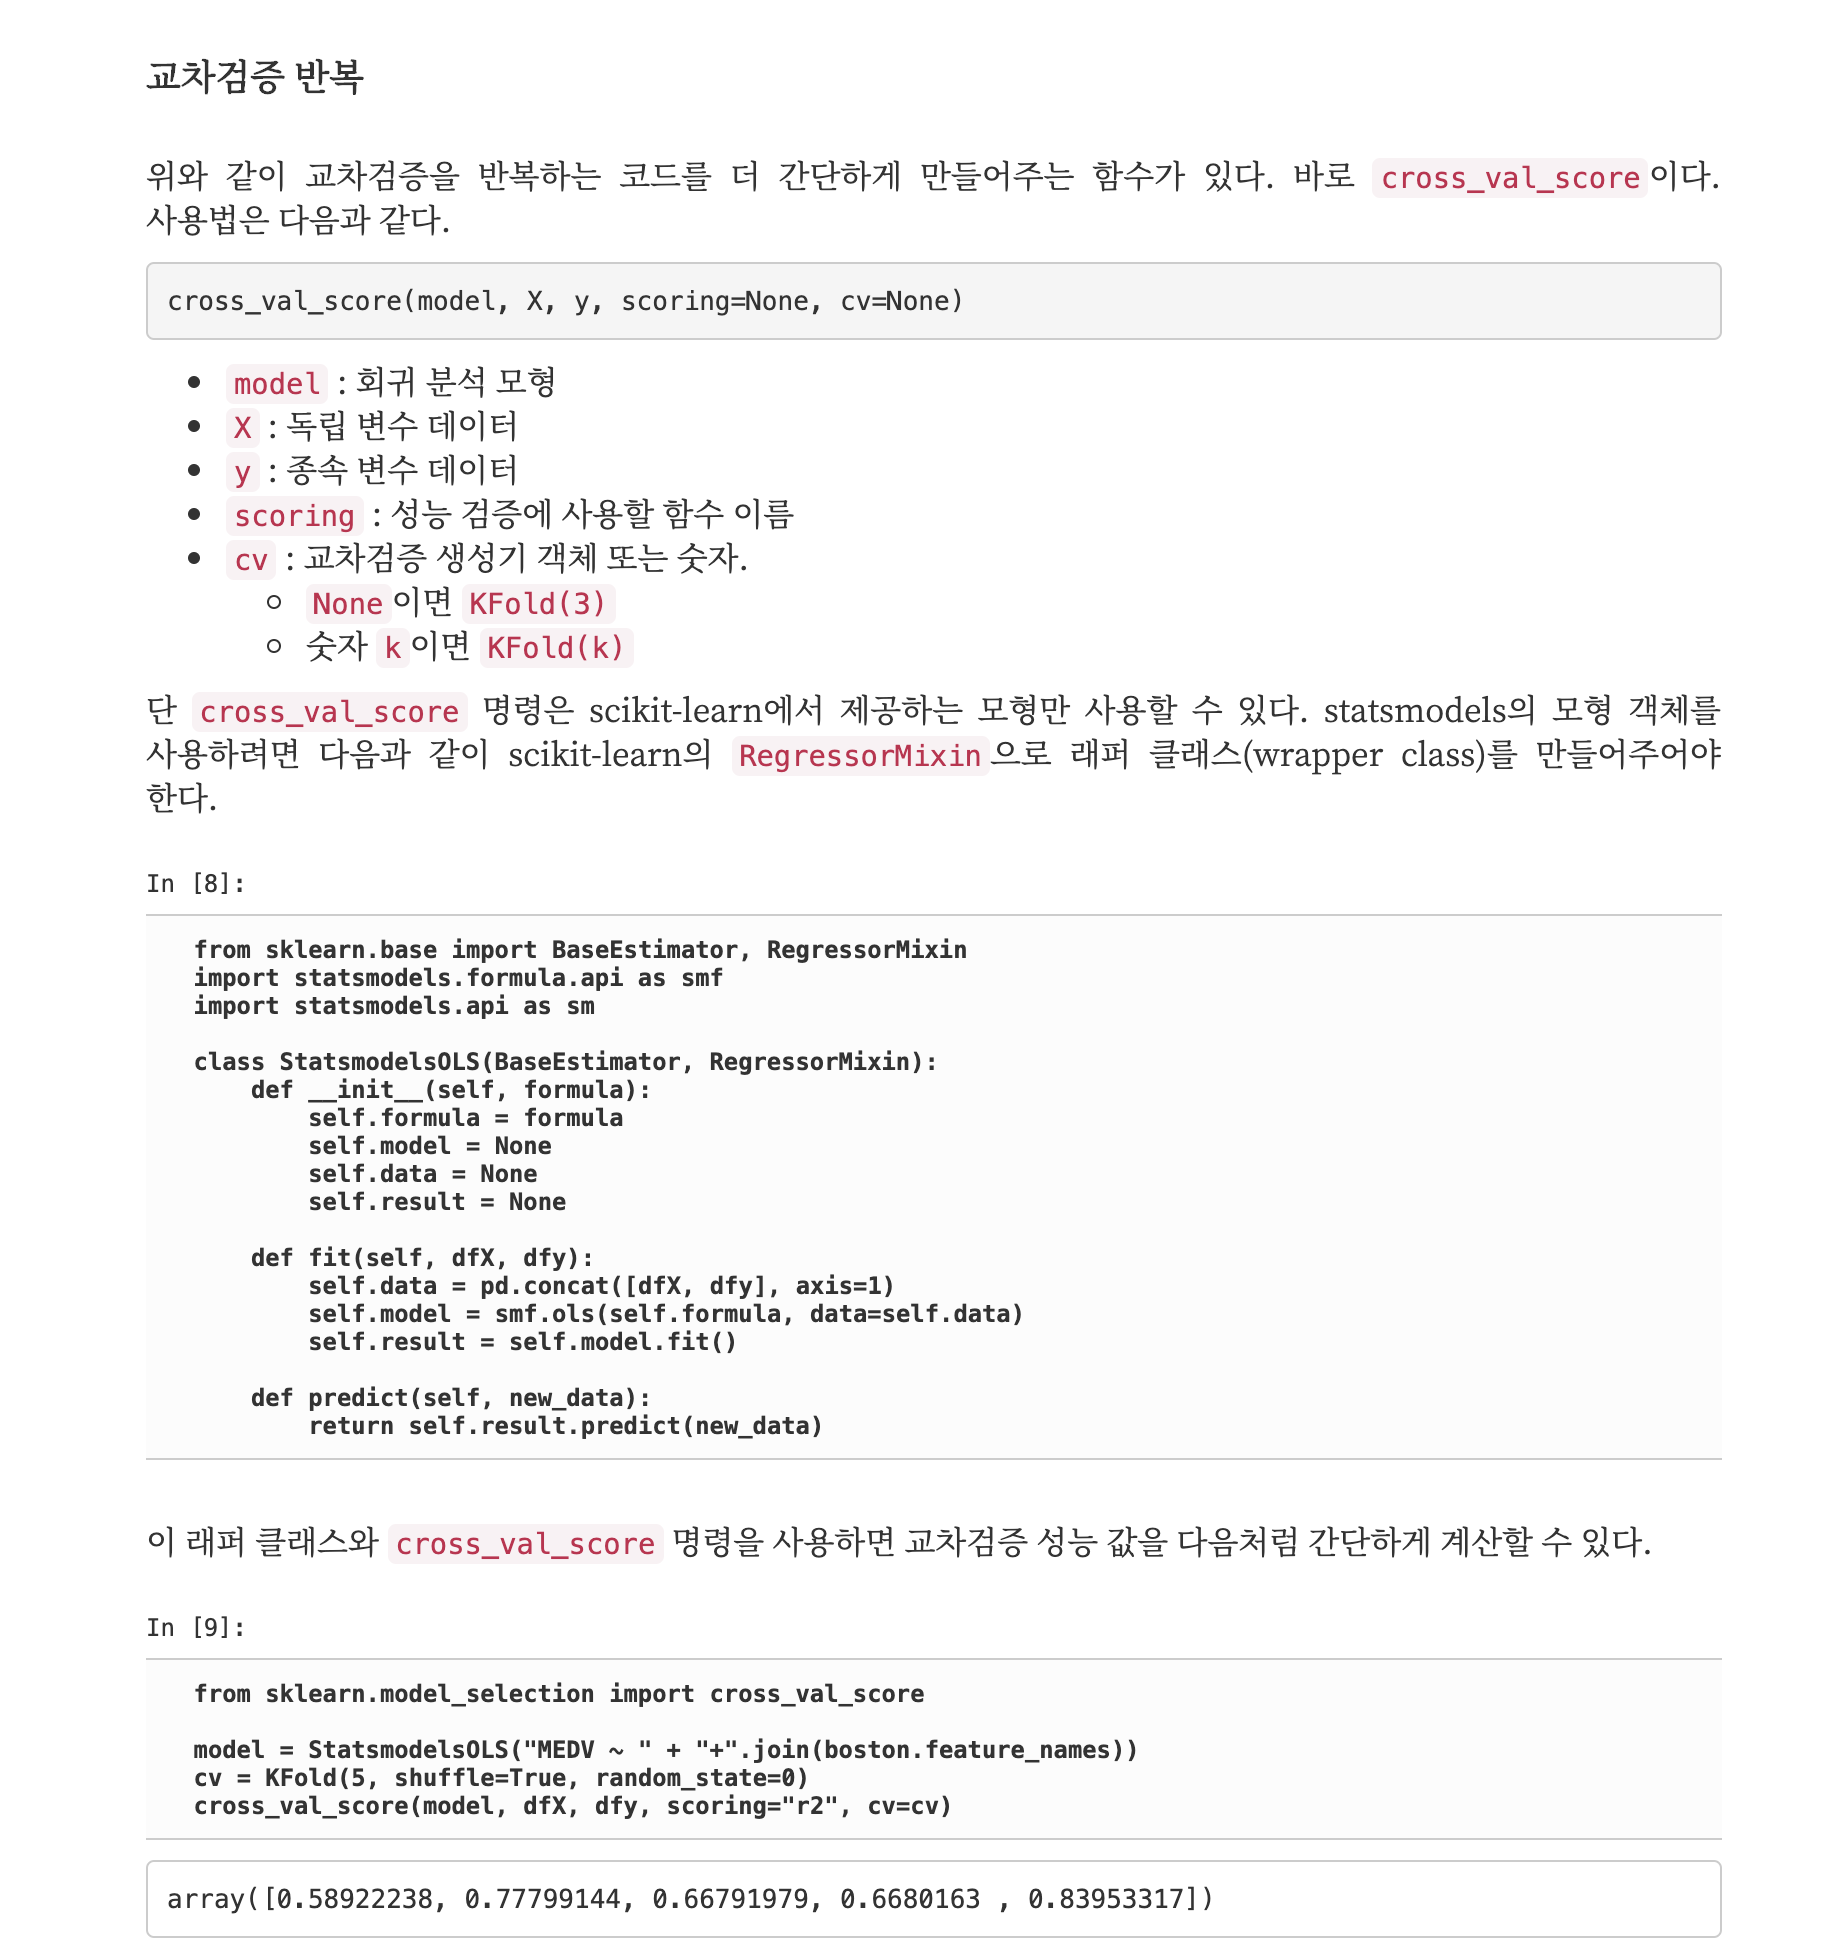 교차검증 반복
위와 같이 교차검증을 반복하는 코드를 더 간단하게 만들어주는 함수가 있다. 바로 cross_val_score이다.
사용법은 다음과 같다.
cross_val_score(model, X, y, scoring=None, cv=None)
• model : 회귀 분석 모형
• X : 독립 변수 데이터
• y : 종속 변수 데이터
• scoring : 성능 검증에 사용할 함수 이름
• cv : 교차검증 생성기 객체 또는 숫자.
◦ None이면 KFold(3)
◦ 숫자 k이면 KFold(k)
단 cross_val_score 명령은 scikit-learn에서 제공하는 모형만 사용할 수 있다. statsmodels의 모형 객체를
사용하려면 다음과 같이 scikit-learn의 RegressorMixin으로 래퍼 클래스(wrapper class)를 만들어주어야
한다.
In [8]:
from sklearn.base import BaseEstimator, RegressorMixin
import statsmodels.formula.api as smf
import statsmodels.api as sm
class StatsmodelsOLS(BaseEstimator, RegressorMixin):
    def __init__(self, formula):
        self.formula = formula
        self.model = None
        self.data = None
        self.result = None
    def fit(self, dfX, dfy):
        self.data = pd.concat([dfX, dfy], axis=1)
        self.model = smf.ols(self.formula, data=self.data)
        self.result = self.model.fit()
    def predict(self, new_data):
        return self.result.predict(new_data)
이 래퍼 클래스와 cross_val_score 명령을 사용하면 교차검증 성능 값을 다음처럼 간단하게 계산할 수 있다.
In [9]:
from sklearn.model_selection import cross_val_score
model = StatsmodelsOLS("MEDV ~ " + "+".join(boston.feature_names))
cv = KFold(5, shuffle=True, random_state=0)
cross_val_score(model, dfX, dfy, scoring="r2", cv=cv)
array([0.58922238, 0.77799144, 0.66791979, 0.6680163 , 0.83953317])